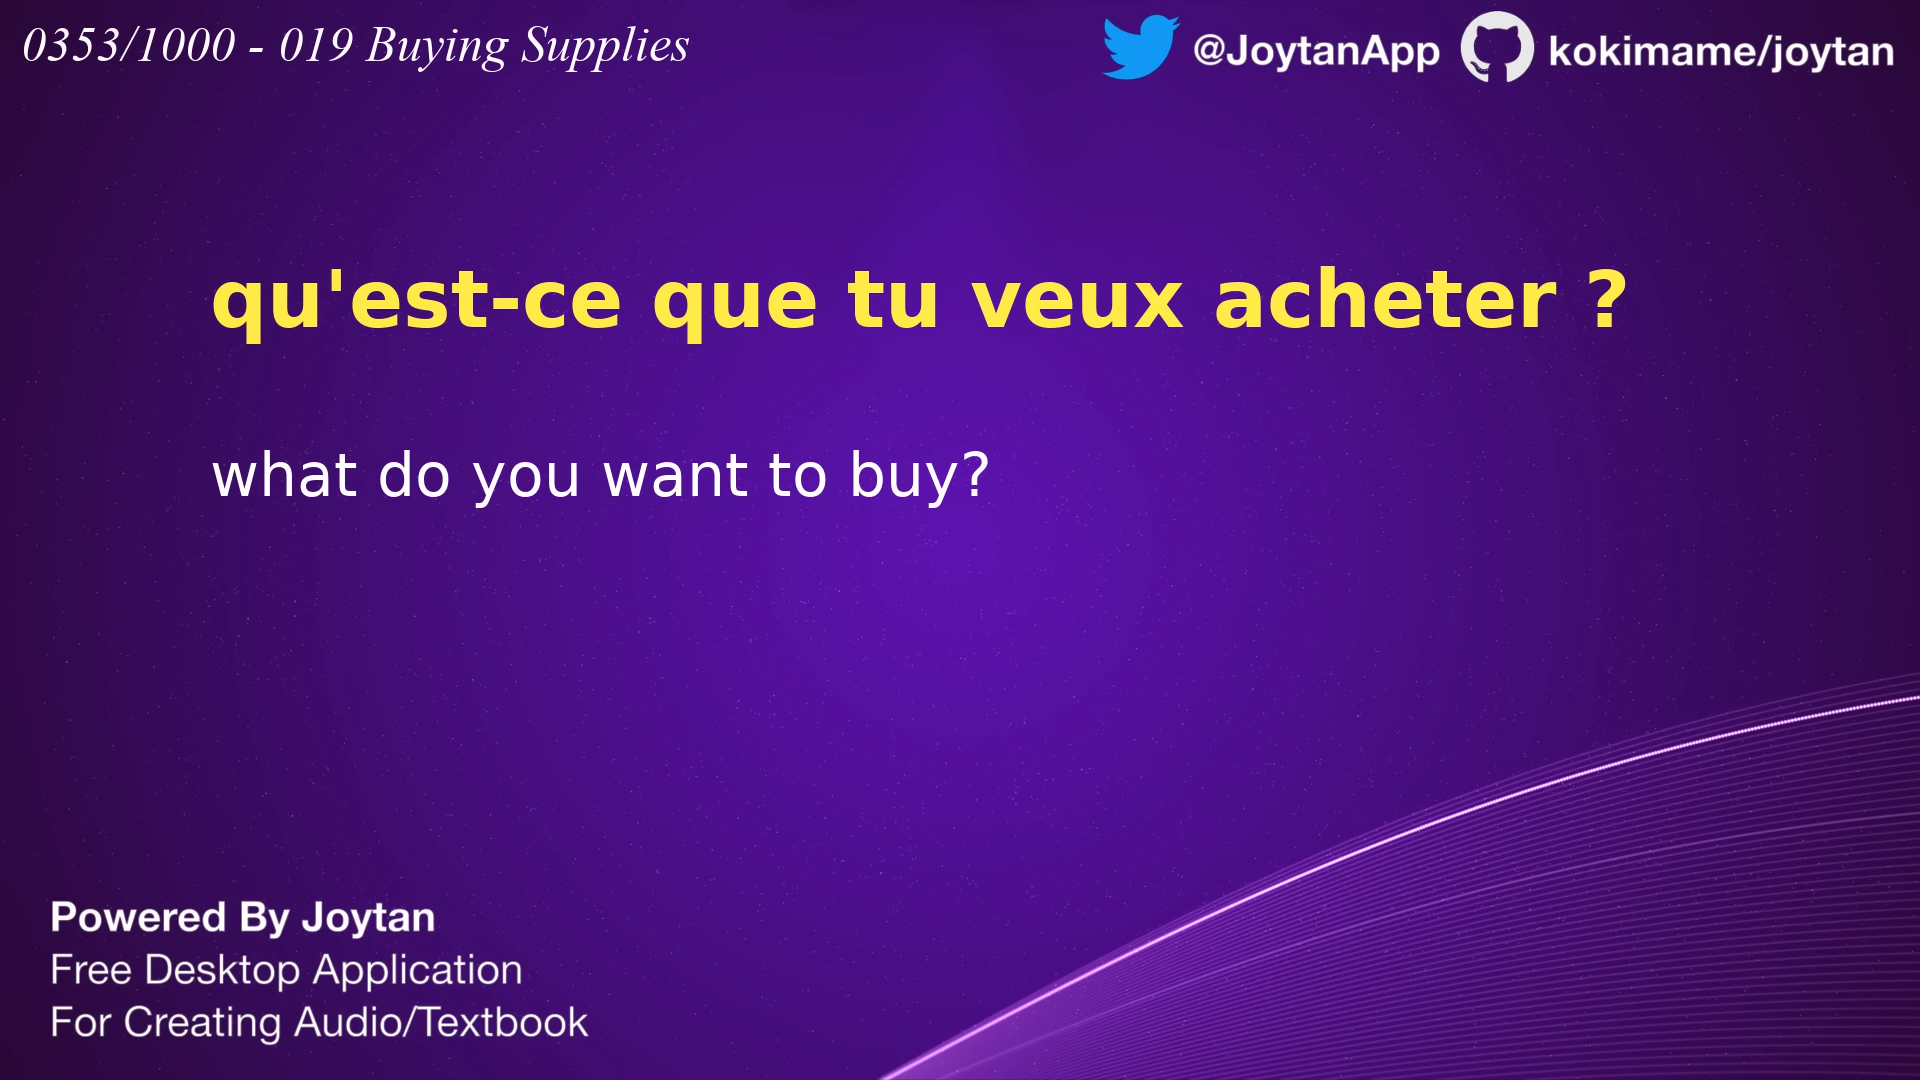 0353/1000 - 019 Buying Supplies
@JoytanApp
kokimame/joytan
qu'est-ce que tu veux acheter ?
what do you want to buy?
Powered By Joytan
Free Desktop Application
For Creating Audio/Textbook